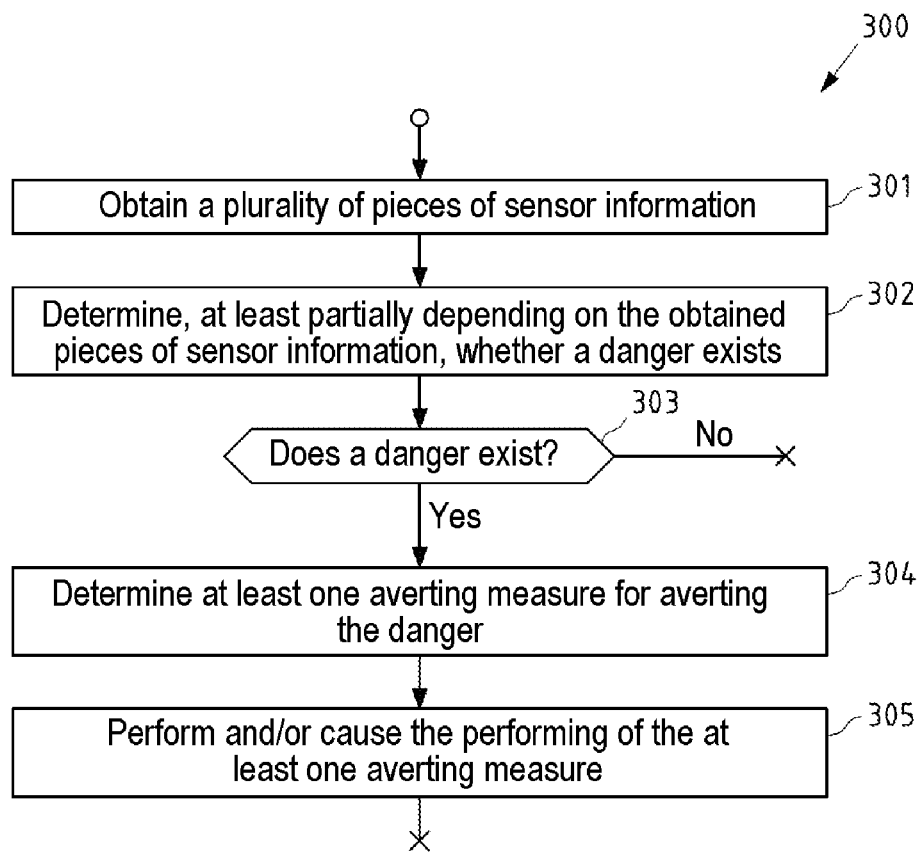 300
Obtain a plurality of pieces of sensor information
301
Determine, at least partially depending on the obtained
pieces of sensor information, whether a danger exists
302
Does a danger exist?
303
No
Yes
Determine at least one averting measure for averting
the danger
304
Perform and/or cause the performing of the at
least one averting measure
305